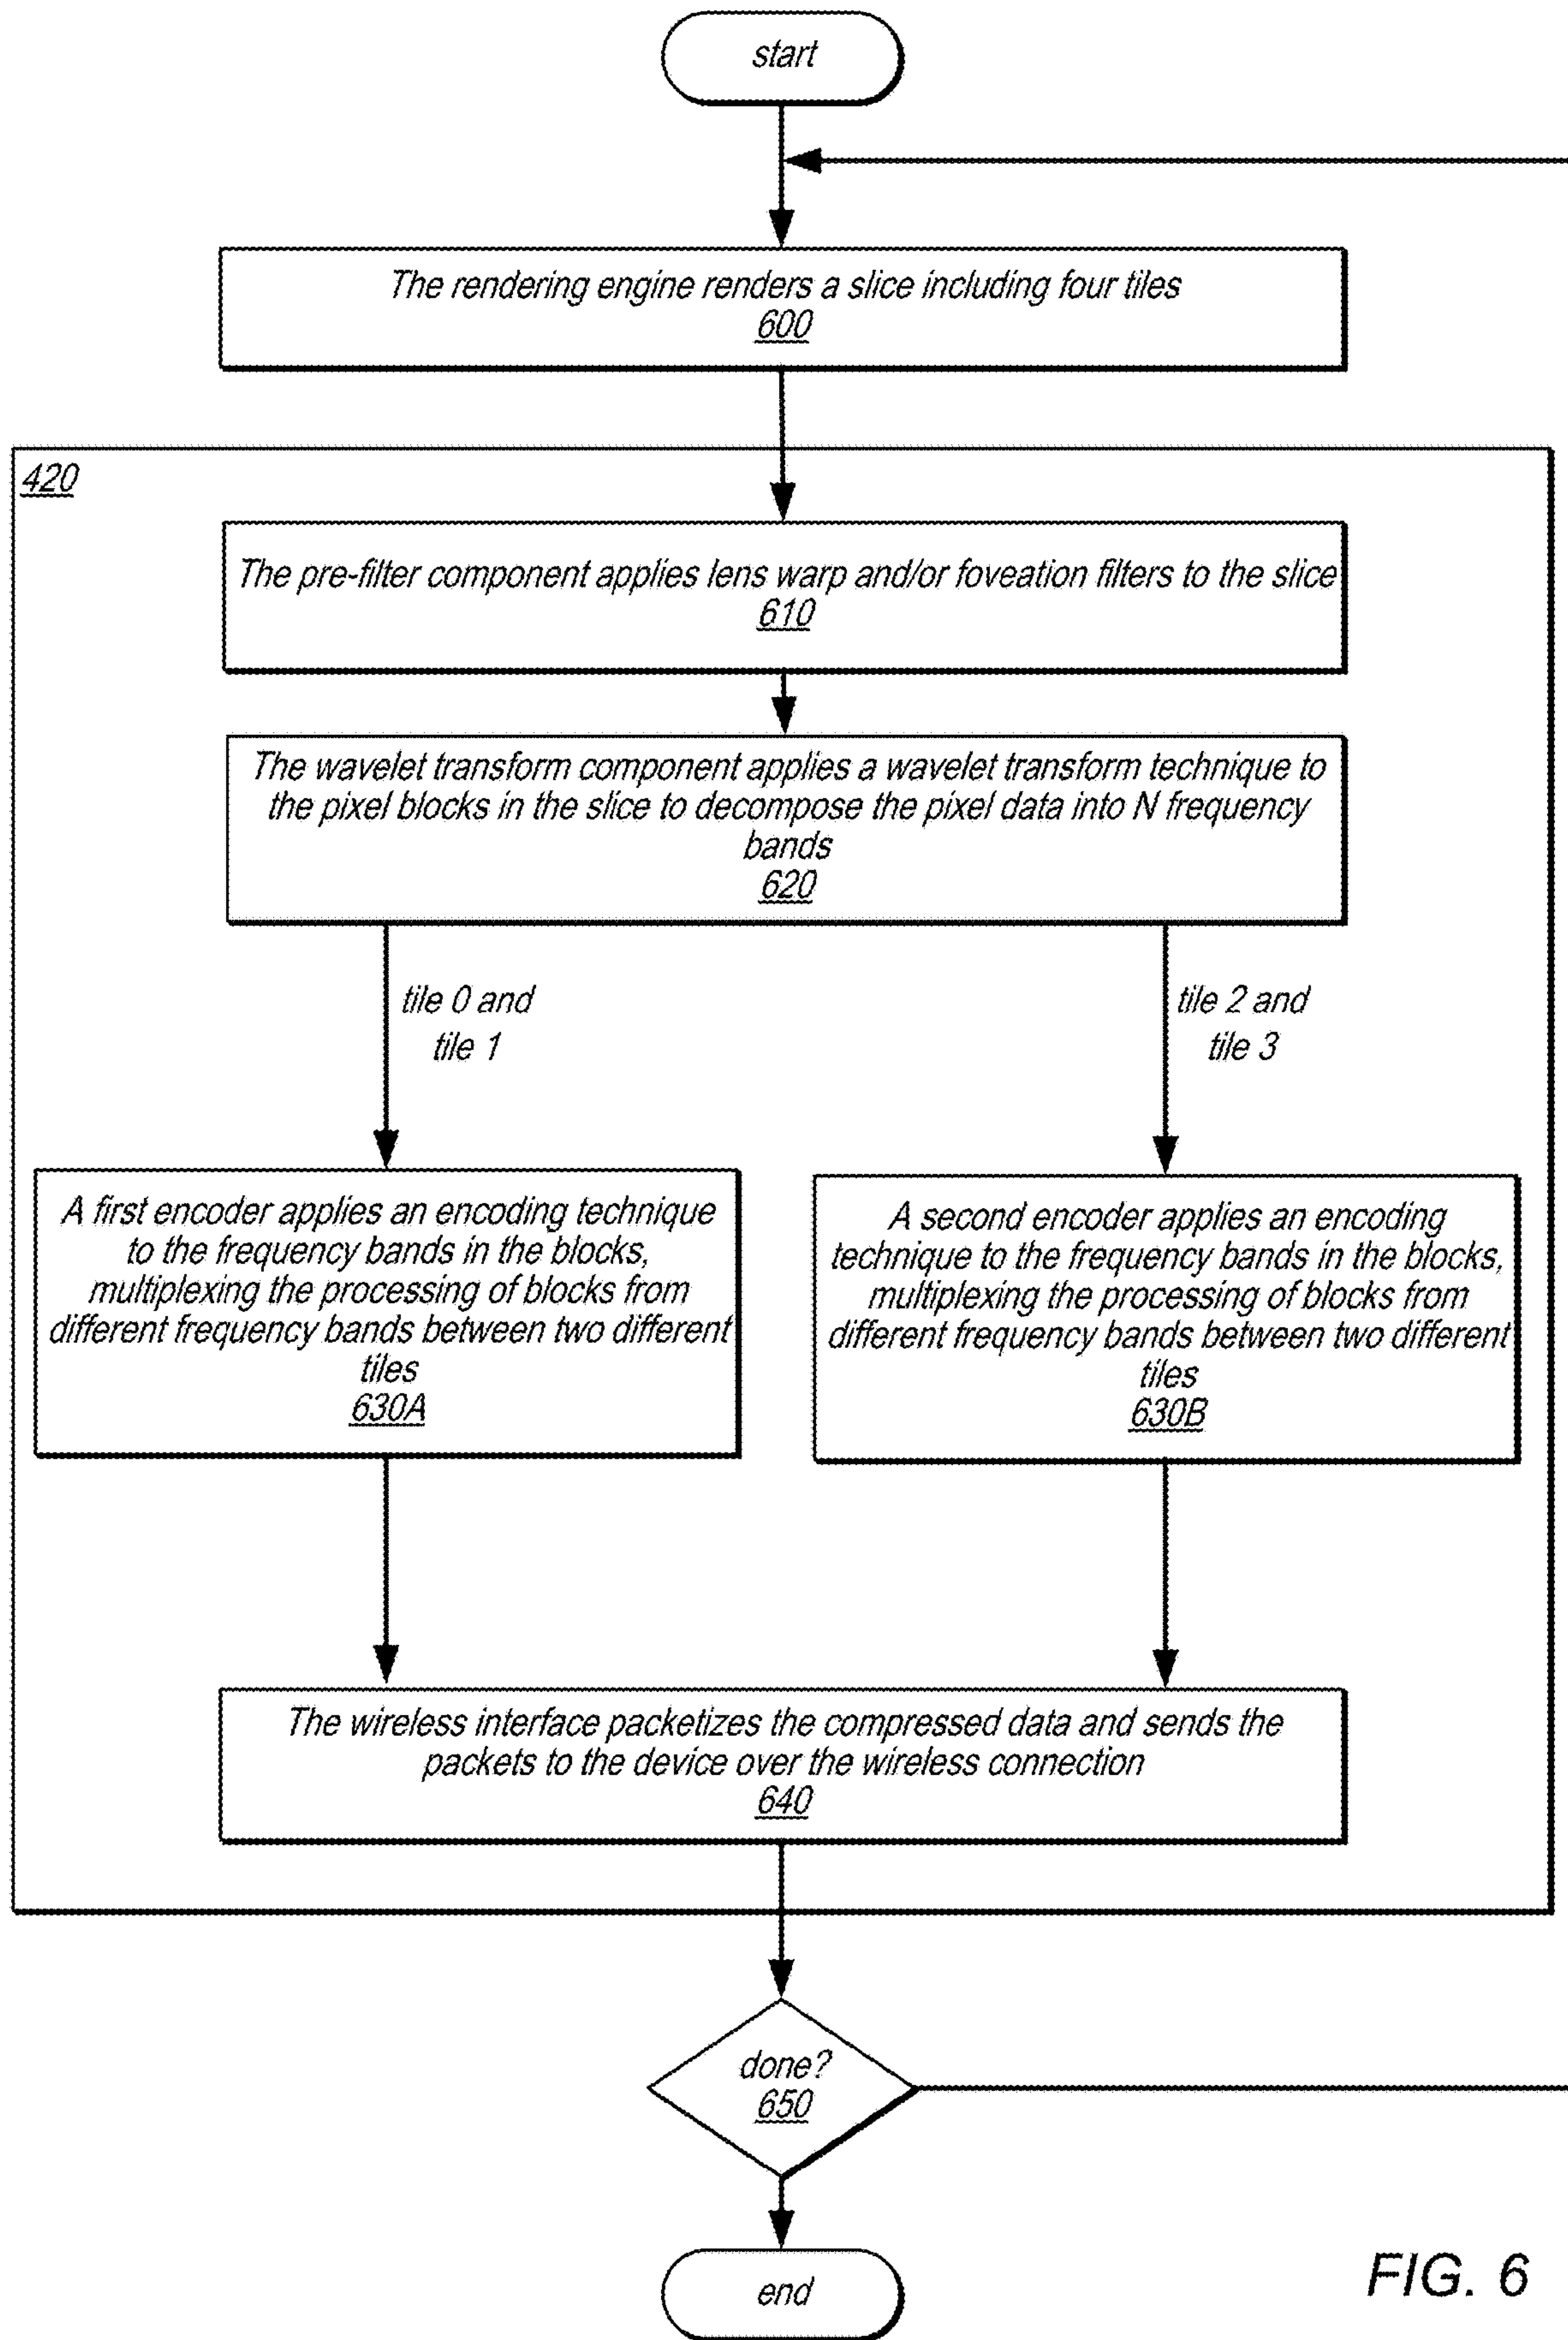 start
The rendering engine renders a slice including four tiles
600
420
The pre-filter component applies lens warp and/or foveation filters to the slice
610
The wavelet transform component applies a wavelet transform technique to
the pixel blocks in the slice to decompose the pixel data into N frequency
bands
620
tile 0 and
tile 1
tile 2 and
tile 3
A first encoder applies an encoding technique
to the frequency bands in the blocks,
multiplexing the processing of blocks from
different frequency bands between two different
tiles
630A
A second encoder applies an encoding
technique to the frequency bands in the blocks,
multiplexing the processing of blocks from
different frequency bands between two different
tiles
630B
The wireless interface packetizes the compressed data and sends the
packets to the device over the wireless connection
640
done?
650
end
FIG. 6